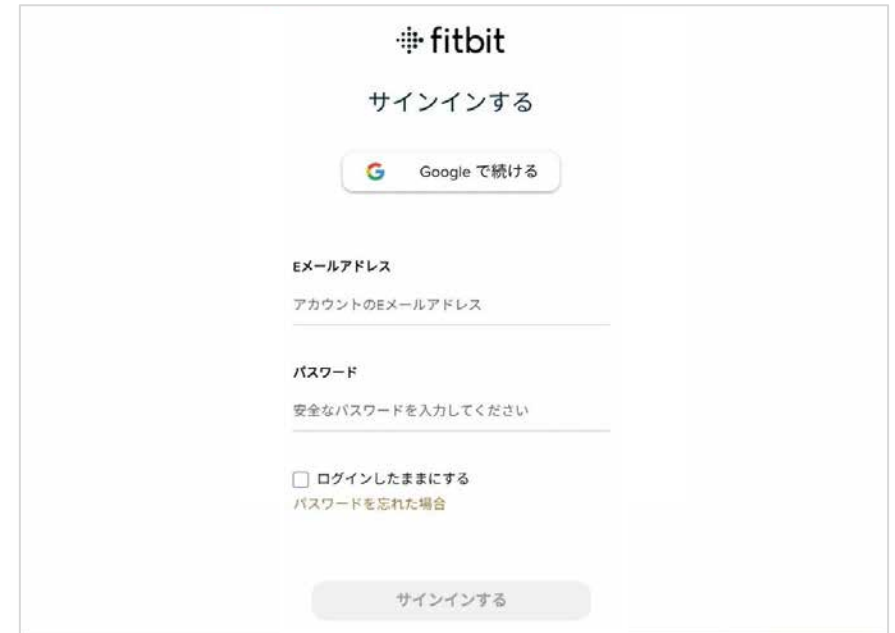 fitbit
サインインする
Google で続ける
Eメールアドレス
アカウントのEメールアドレス
パスワード
安全なパスワードを入力してください
ログインしたままにする
パスワードを忘れた場合
サインインする